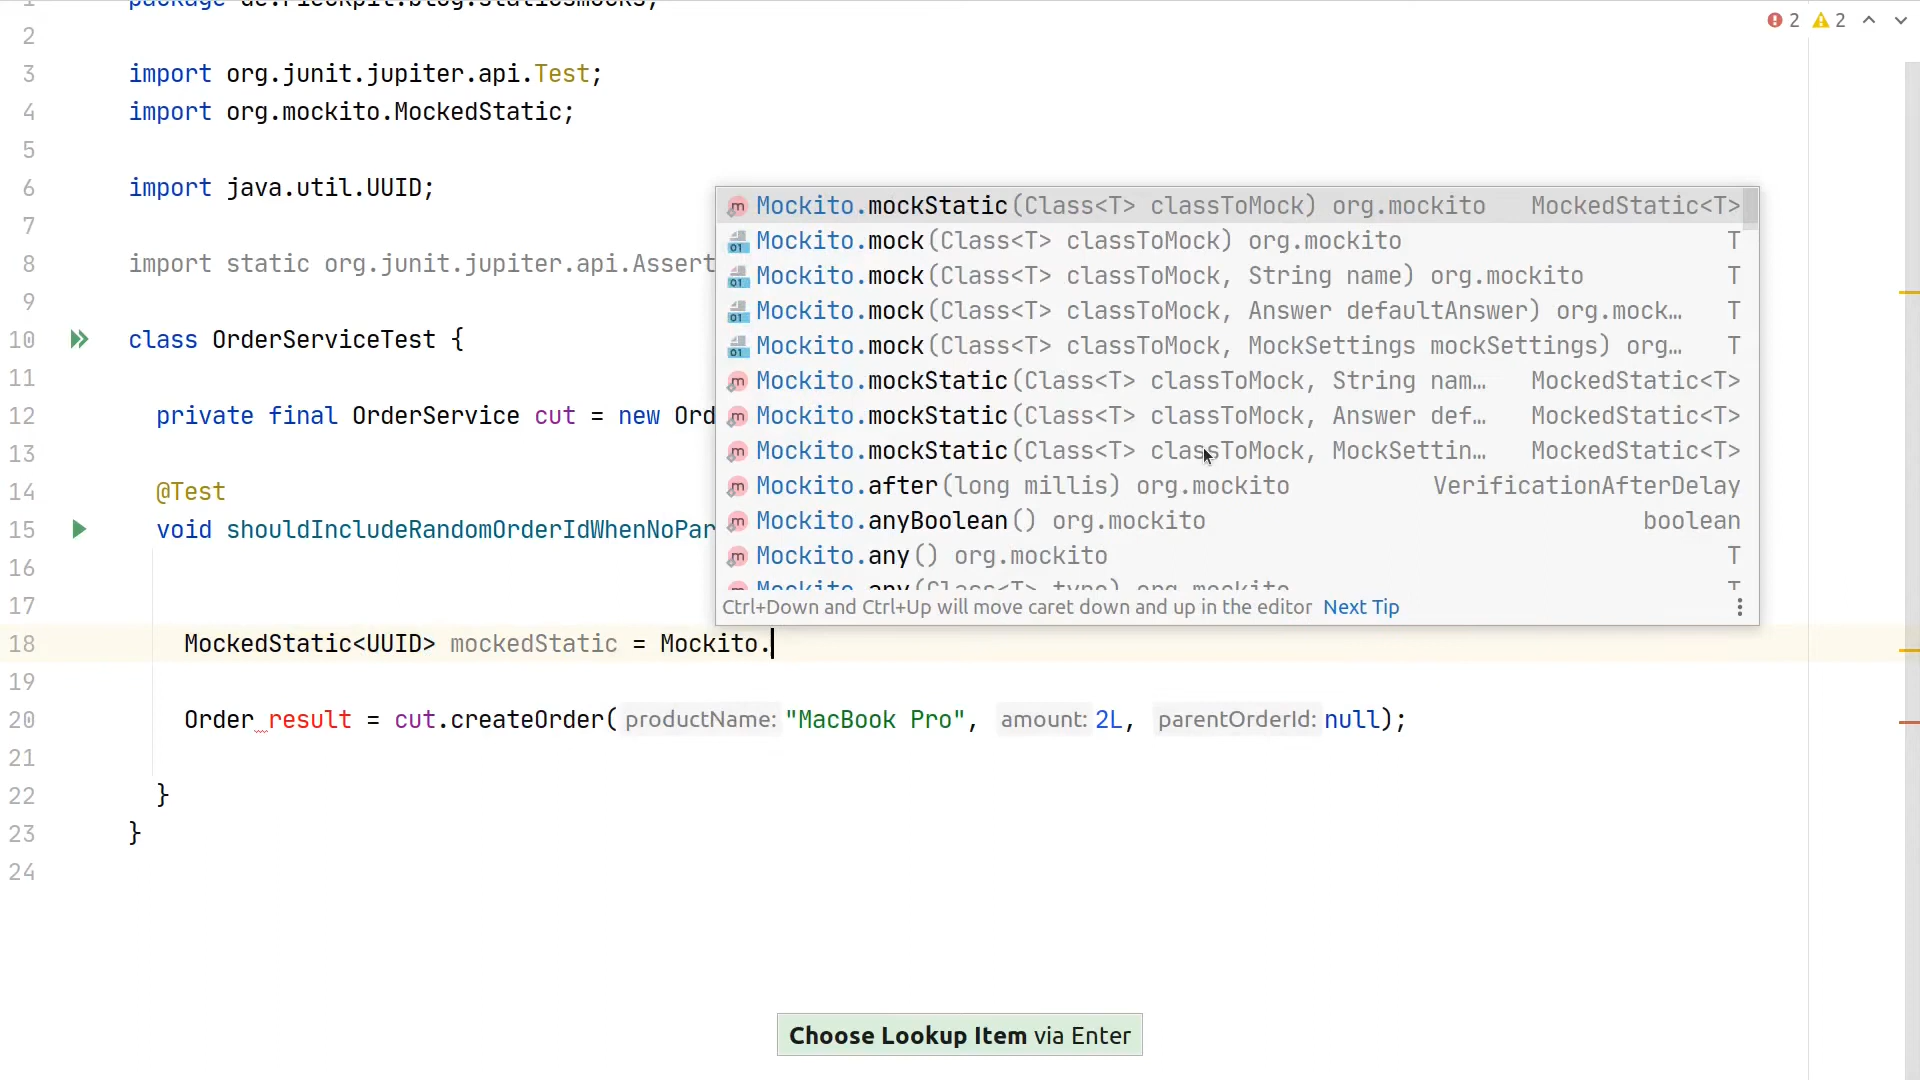 2 2
1 package
2
3 import org.junit.jupiter.api.Test;
4 import org.mockito.MockedStatic;
5
6 import java.util.UUID;
7
8 import static org.junit.jupiter.api.Assert
9
10 class OrderServiceTest {
11
12 private final OrderService cut = new Ord
13
14 @Test
15 void shouldIncludeRandomOrderIdWhenNoPar
16
17
18 MockedStatic<UUID> mockedStatic = Mockito.
19
20 Order result = cut.createOrder( productName: "MacBook Pro", amount: 2L, parentOrderId: null);
21
22 }
23 }
24
Mockito.mockStatic(Class<T> classToMock) org.mockito MockedStatic<T>
Mockito.mock(Class<T> classToMock) org.mockito T
Mockito.mock(Class<T> classToMock, String name) org.mockito T
Mockito.mock(Class<T> classToMock, Answer defaultAnswer) org.mock… T
Mockito.mock(Class<T> classToMock, MockSettings mockSettings) org… T
Mockito.mockStatic(Class<T> classToMock, String nam… MockedStatic<T>
Mockito.mockStatic(Class<T> classToMock, Answer def… MockedStatic<T>
Mockito.mockStatic(Class<T> classToMock, MockSettin… MockedStatic<T>
Mockito.after(long millis) org.mockito VerificationAfterDelay
Mockito.anyBoolean() org.mockito boolean
Mockito.any() org.mockito T
Mockito.any(Class<T> type) org.mockito T
Ctrl+Down and Ctrl+Up will move caret down and up in the editor Next Tip
Choose Lookup Item via Enter